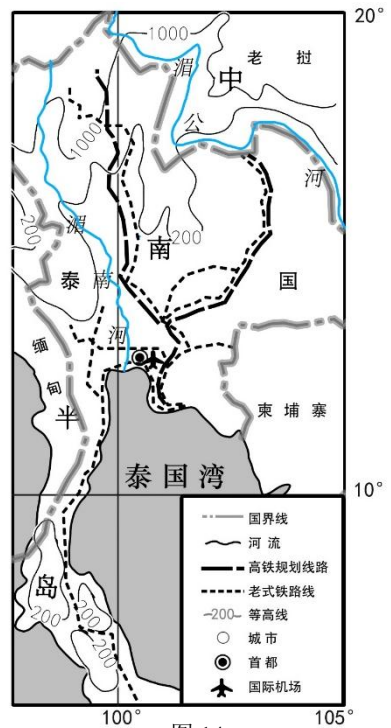 20°
1000
湄
中
老挝
公
1000
河
200
湄
200
南
泰
南
国
河
缅
甸
柬埔寨
半
泰国湾
10°
岛
200
200
200
国界线
河流
高铁规划线路
老式铁路线
200 等高线
城市
首都
国际机场
100°
105°